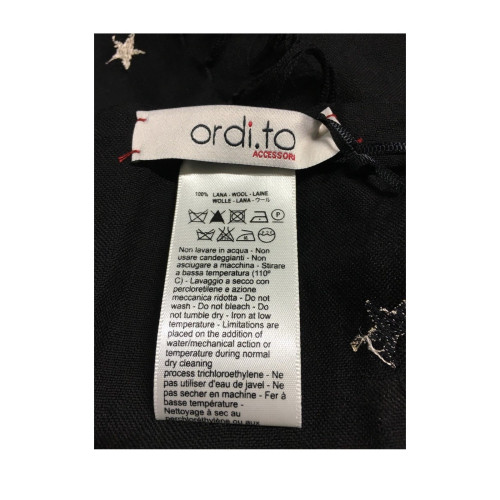 ordi.to
ACCESSORI
100% LANA - WOOL - LAINE
WOLLE - LANA - ウール
P
Non lavare in acqua - Non
usare candeggianti - Non
asciugare a macchina - Stirare
a bassa temperatura (110°
C) - Lavaggio a secco con
percloretilene e azione
meccanica ridotta - Do not
wash - Do not bleach - Do
not tumble dry - Iron at low
temperature - Limitations are
placed on the addition of
water/mechanical action or
temperature during normal
dry cleaning
process trichloroethylene - Ne
pas utiliser d'eau de javel - Ne
pas sécher en machine - Fer à
basse température -
Nettoyage à sec au
perchloréthylène ou